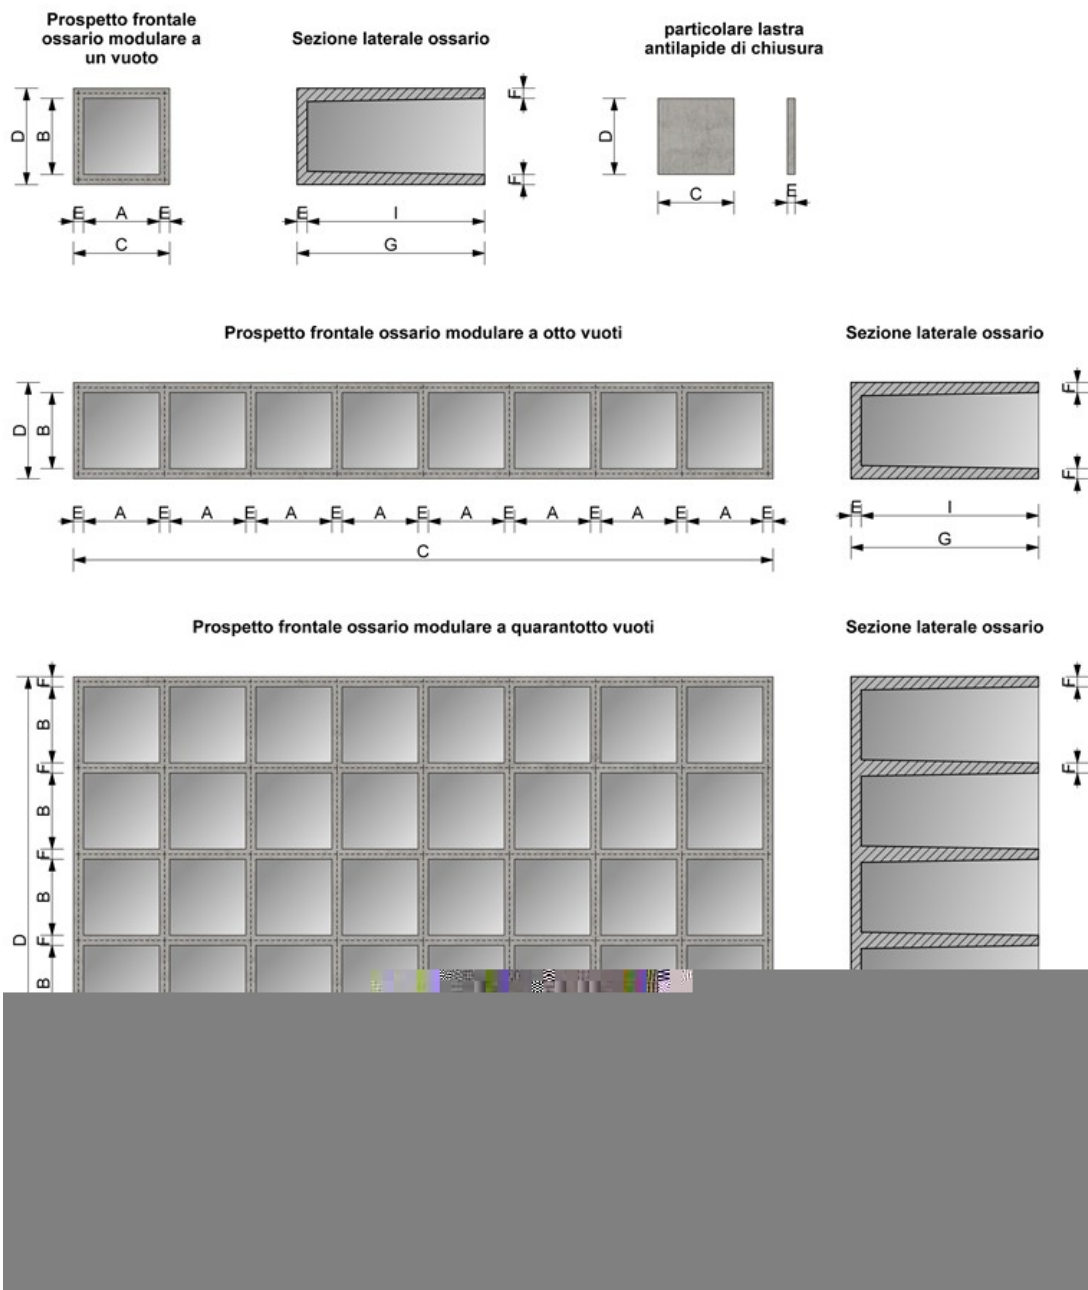 Prospetto frontale
ossario modulare a
un vuoto
Sezione laterale ossario
particolare lastra
antilapide di chiusura
D
B
E A E
C
F
F
E I
G
D
C
E
Prospetto frontale ossario modulare a otto vuoti
Sezione laterale ossario
D
B
E A E A E A E A E A E A E A E A E
C
F
F
E I
G
Prospetto frontale ossario modulare a quarantotto vuoti
Sezione laterale ossario
F
B
F
B
F
B
D
F
B
F
F